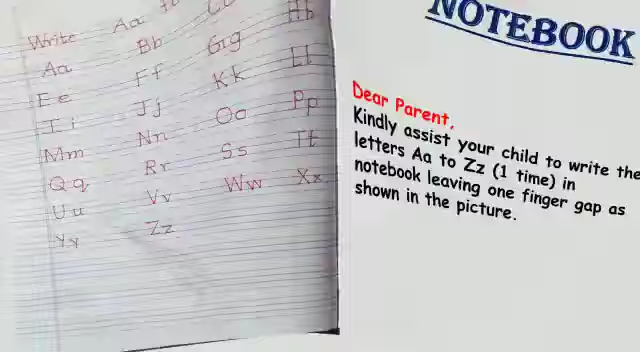 Write Aa to
Aa Bb Cc
Hh
Ee Ff Gg
Ll
Ii Jj Kk
Pp
Mm Nn Oo
Tt
Qq Rr Ss
Xx
Uu Vv Ww
Yy Zz
NOTEBOOK
Dear Parent,
Kindly assist your child to write the
letters Aa to Zz (1 time) in
notebook leaving one finger gap as
shown in the picture.